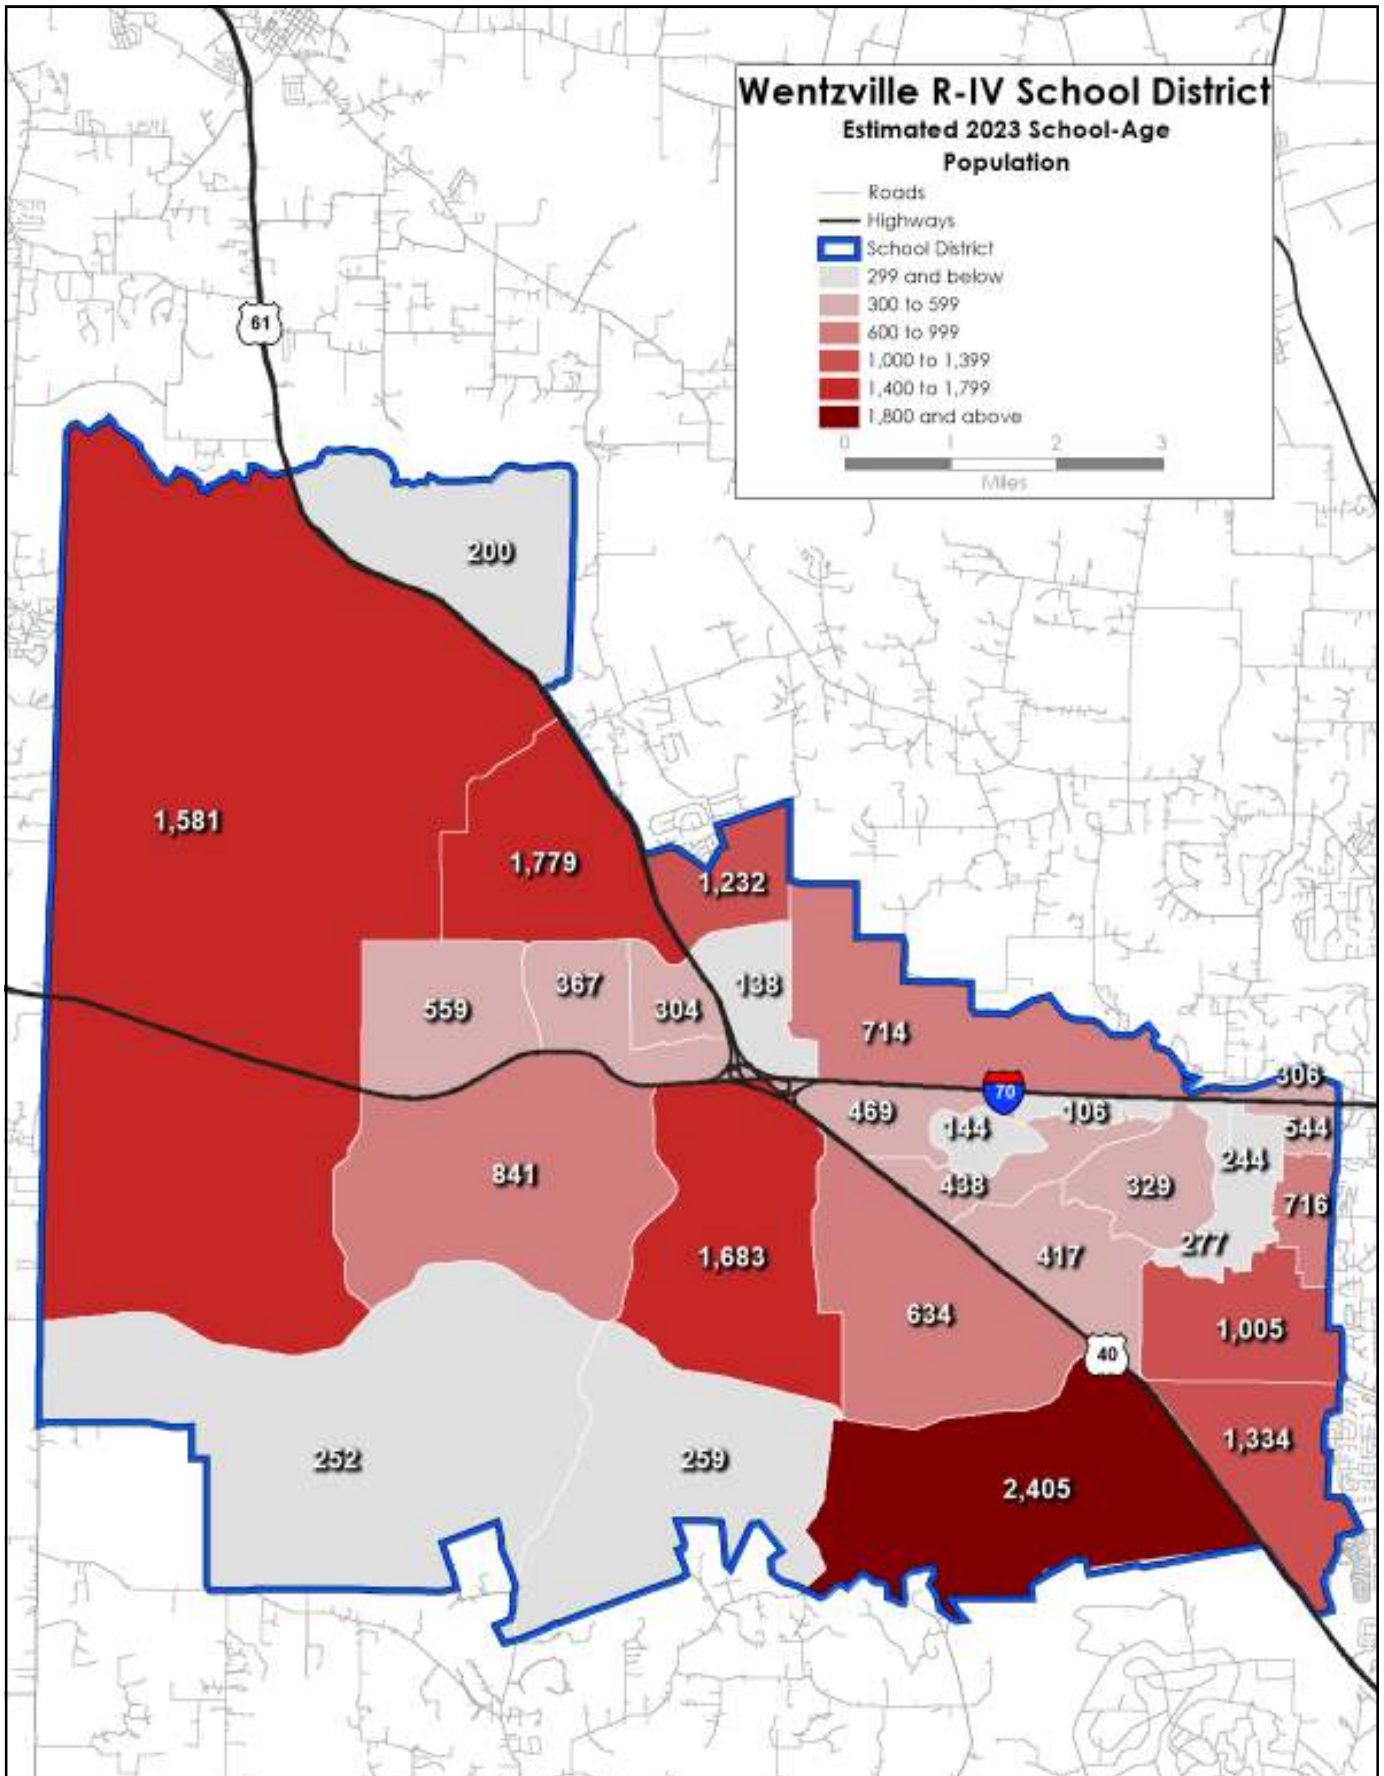 Wentzville R-IV School District
Estimated 2023 School-Age
Population
Roads
Highways
School District
299 and below
300 to 599
600 to 999
1,000 to 1,399
1,400 to 1,799
1,800 and above
0 1 2 3
Miles
61
200
1,581
1,779
1,232
559
367
304
138
714
306
70
469
144
106
544
244
841
438
329
716
1,683
417
277
634
1,005
40
252
259
1,334
2,405